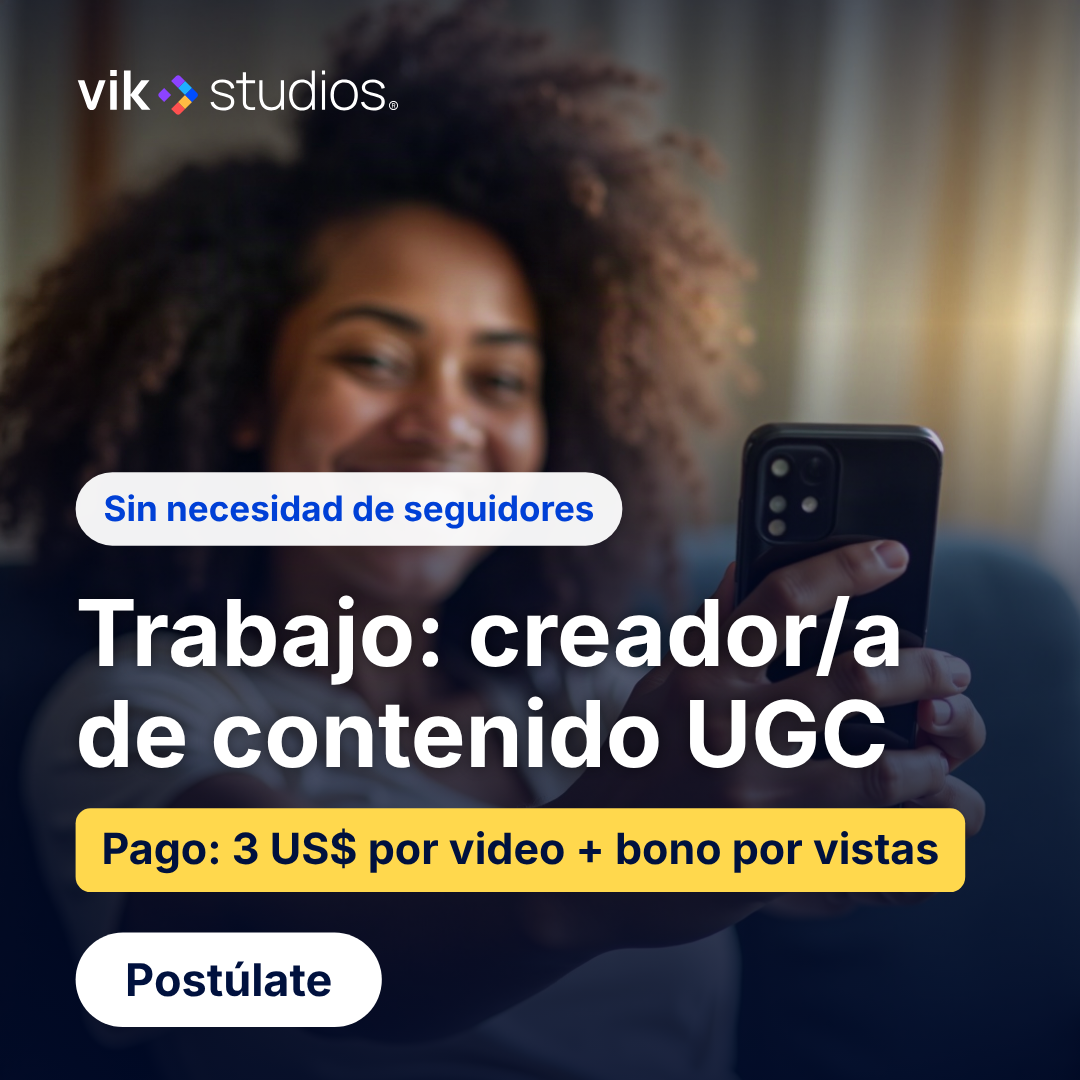 vik studios®
Sin necesidad de seguidores
Trabajo: creador/a
de contenido UGC
Pago: 3 US$ por video + bono por vistas
Postúlate